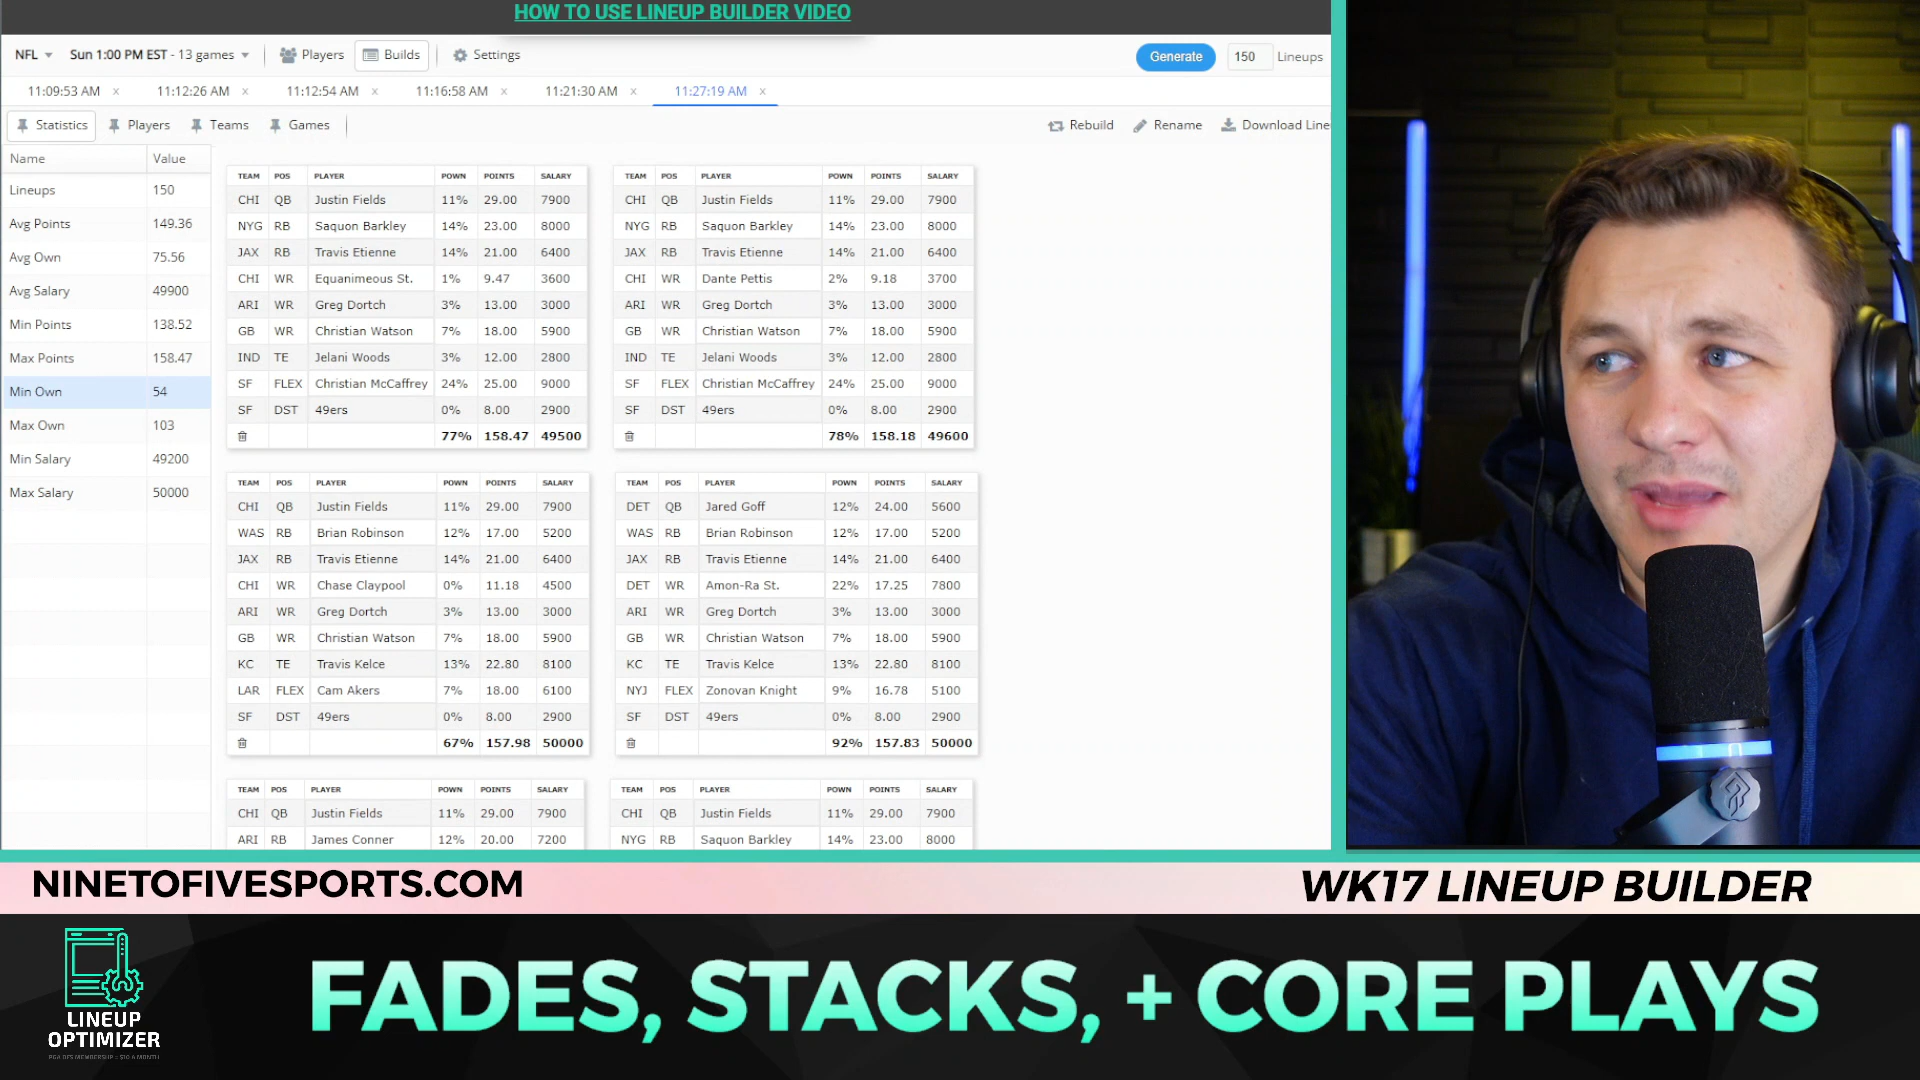 HOW TO USE LINEUP BUILDER VIDEO
NFL Sun 1:00 PM EST - 13 games Players Builds Settings Generate 150 Lineups
11:09:53 AM × 11:12:26 AM × 11:12:54 AM × 11:16:58 AM × 11:21:30 AM × 11:27:19 AM ×
Statistics Players Teams Games Rebuild Rename Download Line
Name Value
Lineups 150
Avg Points 149.36
Avg Own 75.56
Avg Salary 49900
Min Points 138.52
Max Points 158.47
Min Own 54
Max Own 103
Min Salary 49200
Max Salary 50000
TEAM POS PLAYER POWN POINTS SALARY
CHI QB Justin Fields 11% 29.00 7900
NYG RB Saquon Barkley 14% 23.00 8000
JAX RB Travis Etienne 14% 21.00 6400
CHI WR Equanimeous St. 1% 9.47 3600
ARI WR Greg Dortch 3% 13.00 3000
GB WR Christian Watson 7% 18.00 5900
IND TE Jelani Woods 3% 12.00 2800
SF FLEX Christian McCaffrey 24% 25.00 9000
SF DST 49ers 0% 8.00 2900
77% 158.47 49500
TEAM POS PLAYER POWN POINTS SALARY
CHI QB Justin Fields 11% 29.00 7900
NYG RB Saquon Barkley 14% 23.00 8000
JAX RB Travis Etienne 14% 21.00 6400
CHI WR Dante Pettis 2% 9.18 3700
ARI WR Greg Dortch 3% 13.00 3000
GB WR Christian Watson 7% 18.00 5900
IND TE Jelani Woods 3% 12.00 2800
SF FLEX Christian McCaffrey 24% 25.00 9000
SF DST 49ers 0% 8.00 2900
78% 158.18 49600
TEAM POS PLAYER POWN POINTS SALARY
CHI QB Justin Fields 11% 29.00 7900
WAS RB Brian Robinson 12% 17.00 5200
JAX RB Travis Etienne 14% 21.00 6400
CHI WR Chase Claypool 0% 11.18 4500
ARI WR Greg Dortch 3% 13.00 3000
GB WR Christian Watson 7% 18.00 5900
KC TE Travis Kelce 13% 22.80 8100
LAR FLEX Cam Akers 7% 18.00 6100
SF DST 49ers 0% 8.00 2900
67% 157.98 50000
TEAM POS PLAYER POWN POINTS SALARY
DET QB Jared Goff 12% 24.00 5600
WAS RB Brian Robinson 12% 17.00 5200
JAX RB Travis Etienne 14% 21.00 6400
DET WR Amon-Ra St. 22% 17.25 7800
ARI WR Greg Dortch 3% 13.00 3000
GB WR Christian Watson 7% 18.00 5900
KC TE Travis Kelce 13% 22.80 8100
NYJ FLEX Zonovan Knight 9% 16.78 5100
SF DST 49ers 0% 8.00 2900
92% 157.83 50000
TEAM POS PLAYER POWN POINTS SALARY
CHI QB Justin Fields 11% 29.00 7900
ARI RB James Conner 12% 20.00 7200
TEAM POS PLAYER POWN POINTS SALARY
CHI QB Justin Fields 11% 29.00 7900
NYG RB Saquon Barkley 14% 23.00 8000
NINETOFIVESPORTS.COM
WK17 LINEUP BUILDER
LINEUP
OPTIMIZER
PGA DFS MEMBERSHIP : $10 A MONTH
FADES, STACKS, + CORE PLAYS